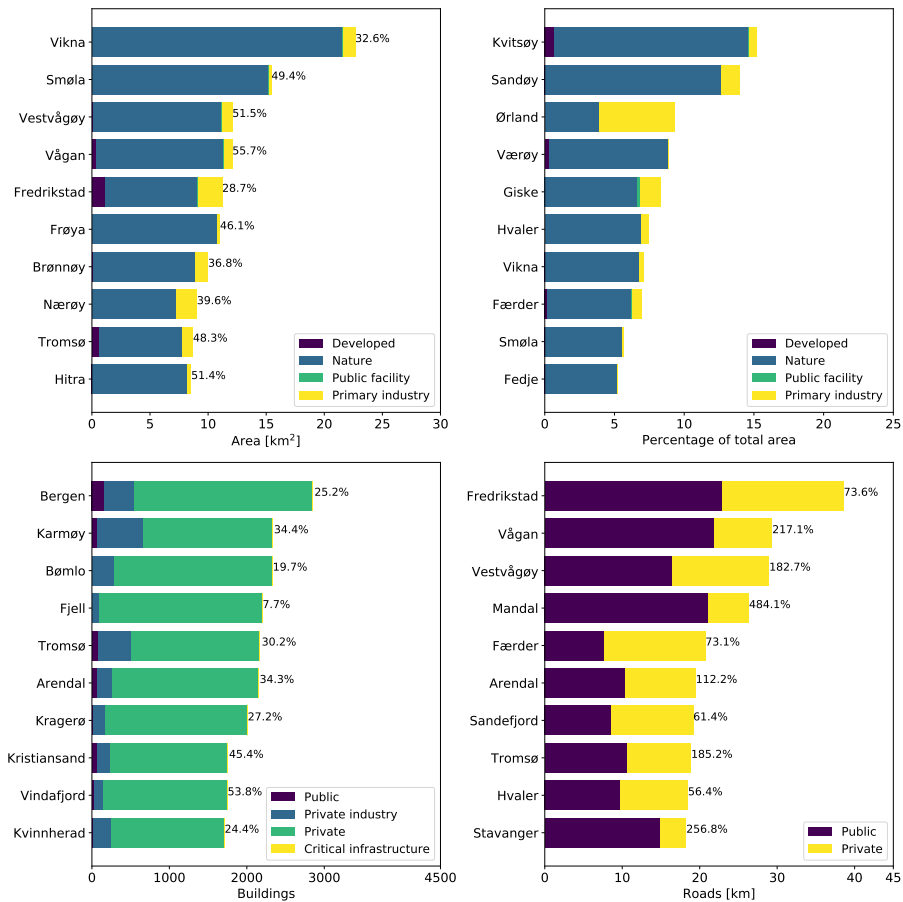 Vikna 32.6%
Smøla 49.4%
Vestvågøy 51.5%
Vågan 55.7%
Fredrikstad 28.7%
Frøya 46.1%
Brønnøy 36.8%
Nærøy 39.6%
Tromsø 48.3%
Hitra 51.4%
Developed
Nature
Public facility
Primary industry
0 5 10 15 20 25 30
Area [km²]
Kvitsøy
Sandøy
Ørland
Værøy
Giske
Hvaler
Vikna
Færder
Smøla
Fedje
Developed
Nature
Public facility
Primary industry
0 5 10 15 20 25
Percentage of total area
Bergen 25.2%
Karmøy 34.4%
Bømlo 19.7%
Fjell 7.7%
Tromsø 30.2%
Arendal 34.3%
Kragerø 27.2%
Kristiansand 45.4%
Vindafjord 53.8%
Kvinnherad 24.4%
Public
Private industry
Private
Critical infrastructure
0 1000 2000 3000 4500
Buildings
Fredrikstad 73.6%
Vågan 217.1%
Vestvågøy 182.7%
Mandal 484.1%
Færder 73.1%
Arendal 112.2%
Sandefjord 61.4%
Tromsø 185.2%
Hvaler 56.4%
Stavanger 256.8%
Public
Private
0 10 20 30 40 45
Roads [km]